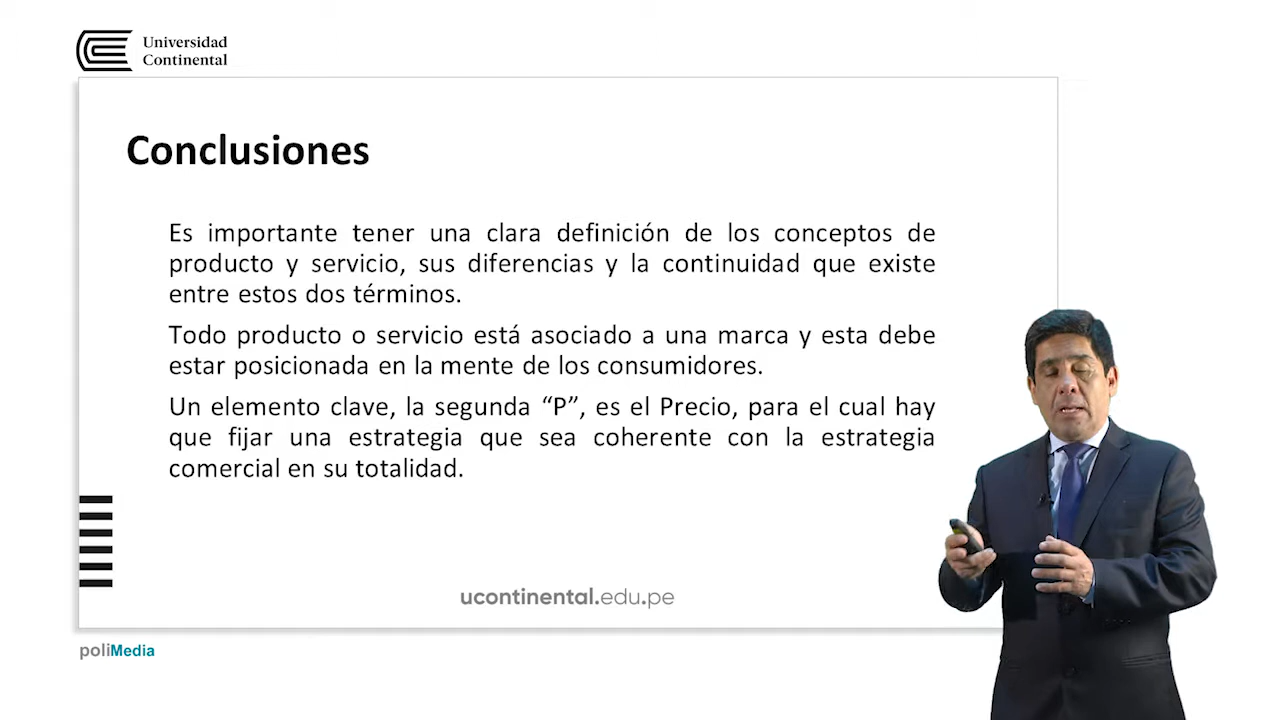 Universidad
Continental
Conclusiones
Es importante tener una clara definición de los conceptos de
producto y servicio, sus diferencias y la continuidad que existe
entre estos dos términos.
Todo producto o servicio está asociado a una marca y esta debe
estar posicionada en la mente de los consumidores.
Un elemento clave, la segunda “P”, es el Precio, para el cual hay
que fijar una estrategia que sea coherente con la estrategia
comercial en su totalidad.
ucontinental.edu.pe
poliMedia